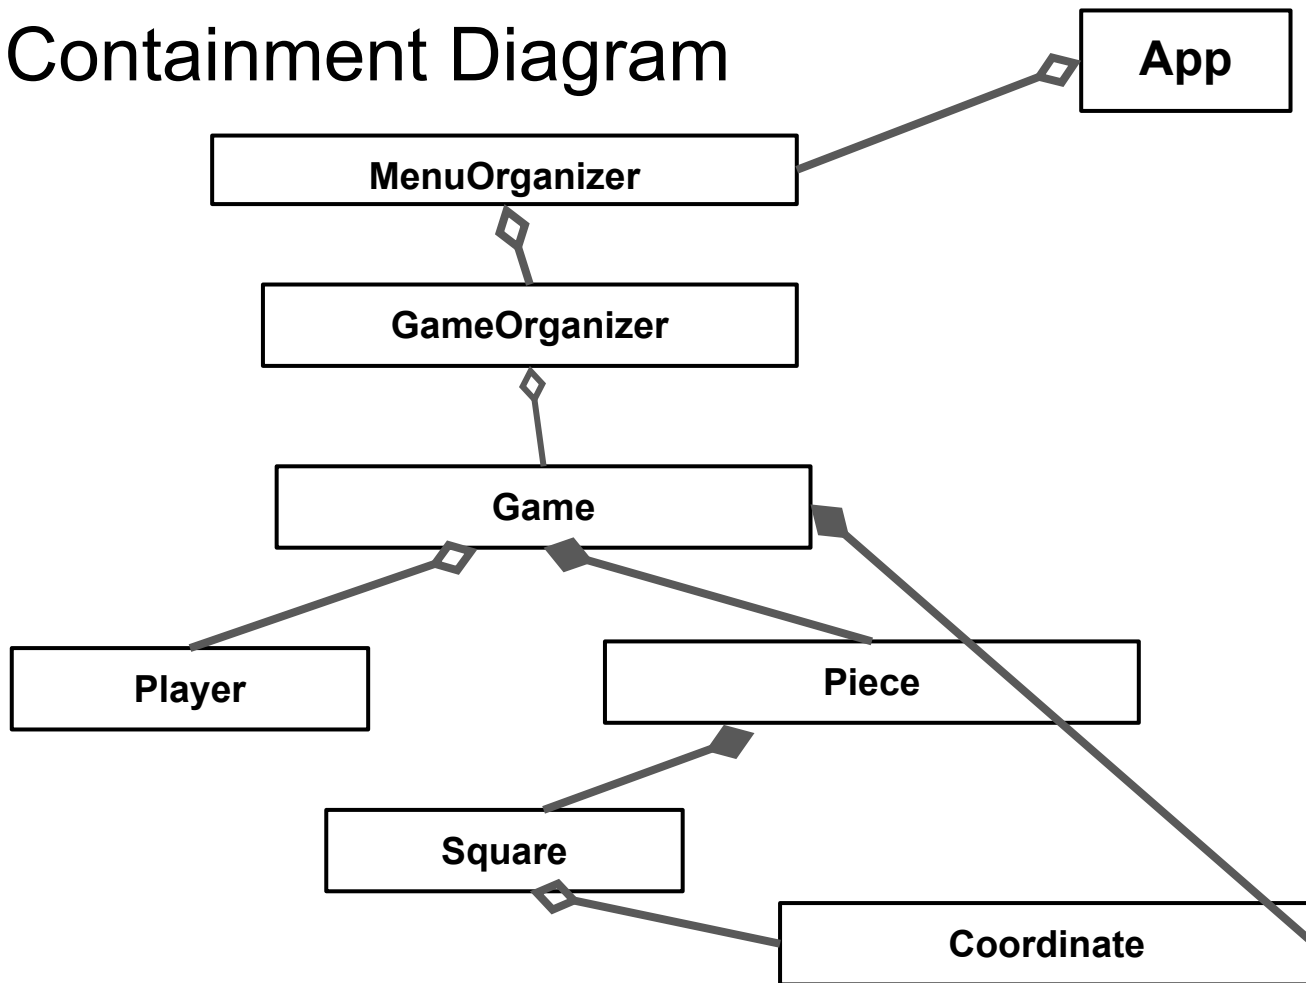 Containment Diagram
App
MenuOrganizer
GameOrganizer
Game
Player
Piece
Square
Coordinate